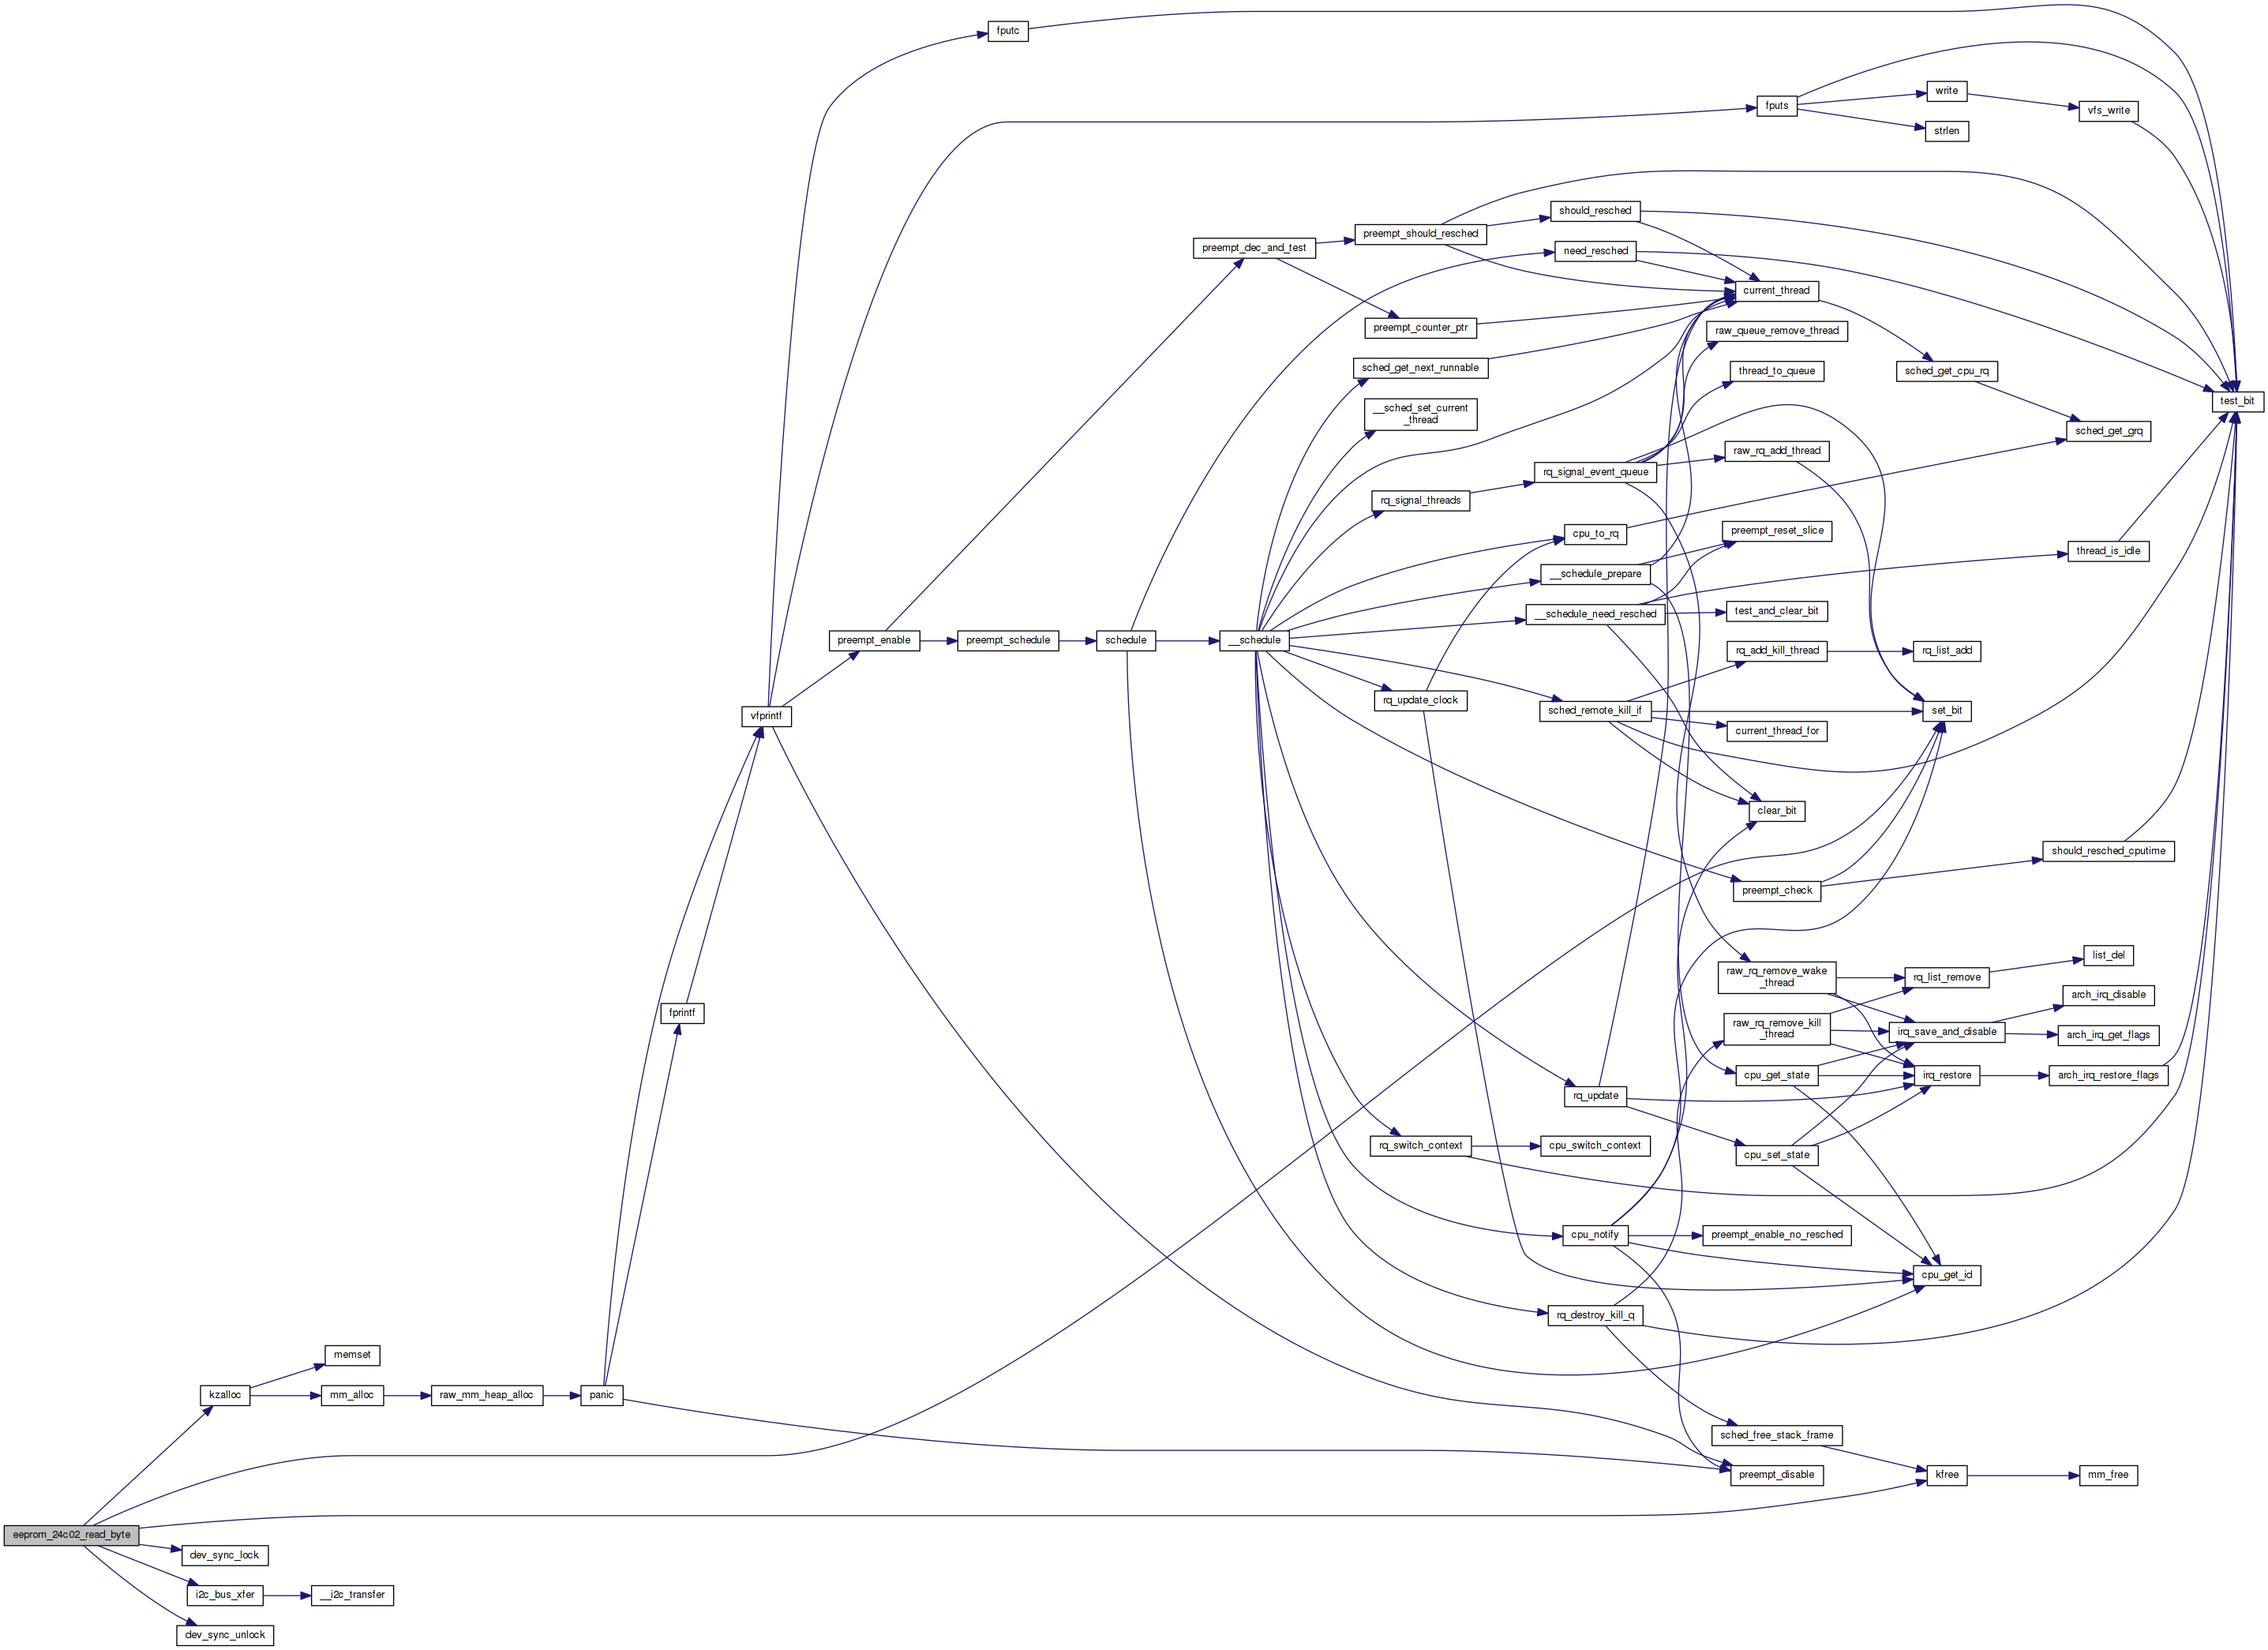 fputc
write
fputs
vfs_write
strlen
should_resched
preempt_should_resched
preempt_dec_and_test
need_resched
current_thread
preempt_counter_ptr
raw_queue_remove_thread
sched_get_next_runnable
thread_to_queue
sched_get_cpu_rq
test_bit
__sched_set_current
_thread
sched_get_grq
raw_rq_add_thread
rq_signal_event_queue
rq_signal_threads
cpu_to_rq
preempt_reset_slice
thread_is_idle
__schedule_prepare
__schedule_need_resched
test_and_clear_bit
preempt_enable
preempt_schedule
schedule
__schedule
rq_add_kill_thread
rq_list_add
rq_update_clock
sched_remote_kill_if
set_bit
vfprintf
current_thread_for
clear_bit
should_resched_cputime
preempt_check
list_del
raw_rq_remove_wake
_thread
rq_list_remove
arch_irq_disable
fprintf
raw_rq_remove_kill
_thread
irq_save_and_disable
arch_irq_get_flags
cpu_get_state
irq_restore
arch_irq_restore_flags
rq_update
rq_switch_context
cpu_switch_context
cpu_set_state
cpu_notify
preempt_enable_no_resched
cpu_get_id
rq_destroy_kill_q
memset
kzalloc
mm_alloc
raw_mm_heap_alloc
panic
sched_free_stack_frame
preempt_disable
kfree
mm_free
eeprom_24c02_read_byte
dev_sync_lock
i2c_bus_xfer
__i2c_transfer
dev_sync_unlock